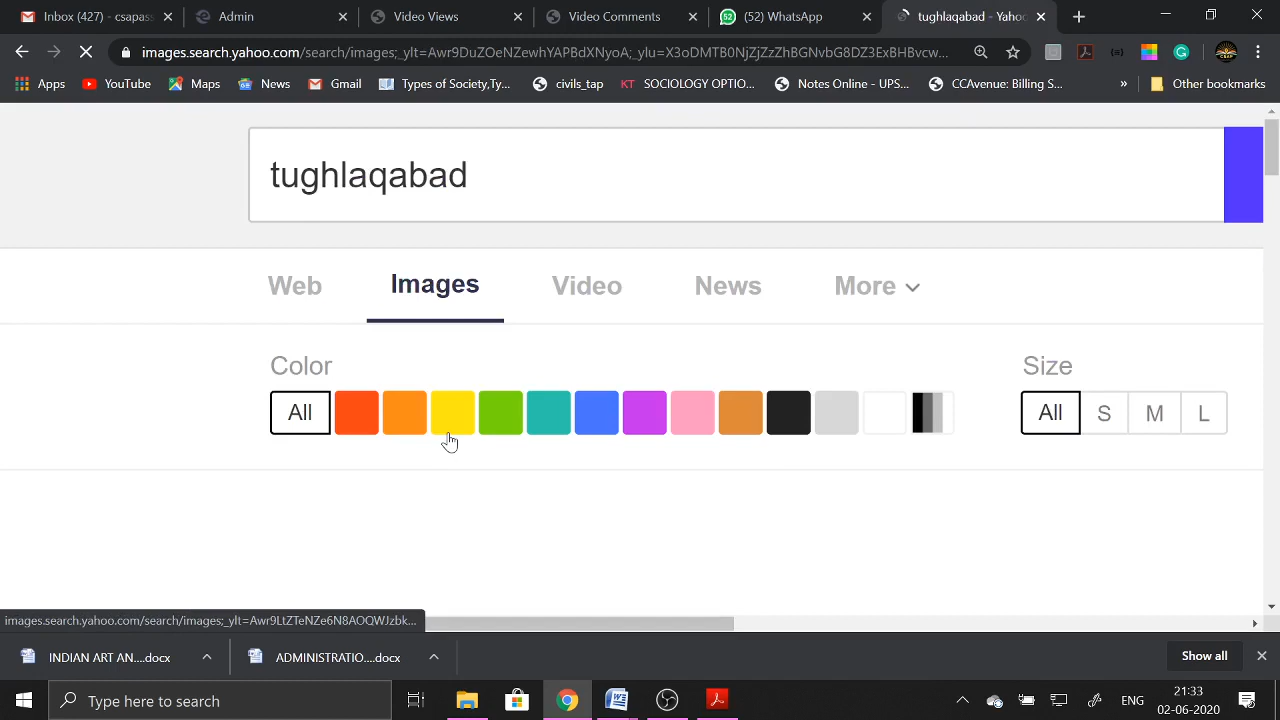 Inbox (427) - csapass
Admin
Video Views
Video Comments
(52) WhatsApp
tughlaqabad - Yahoo
images.search.yahoo.com/search/images;_ylt=Awr9DuZOeNZewhYAPBdXNyoA;_ylu=X3oDMTB0NjZjZzZhBGNvbG8DZ3ExBHBvcw...
Apps
YouTube
Maps
News
Gmail
Types of Society,Ty...
civils_tap
KT SOCIOLOGY OPTIO...
Notes Online - UPS...
CCAvenue: Billing S...
»
Other bookmarks
tughlaqabad
Web
Images
Video
News
More
Color
Size
All
All
S
M
L
images.search.yahoo.com/search/images;_ylt=Awr9LtZTeNZe6N8AOQWJzbk...
INDIAN ART AN....docx
ADMINISTRATIO....docx
Show all
Type here to search
ENG
21:33
02-06-2020